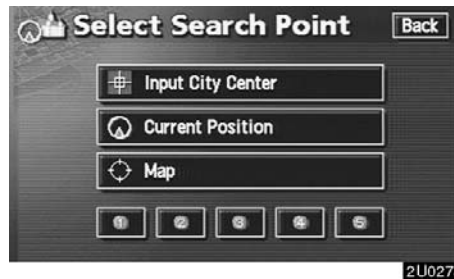 Select Search Point
Back
Input City Center
Current Position
Map
① ② ③ ④ ⑤
2U027